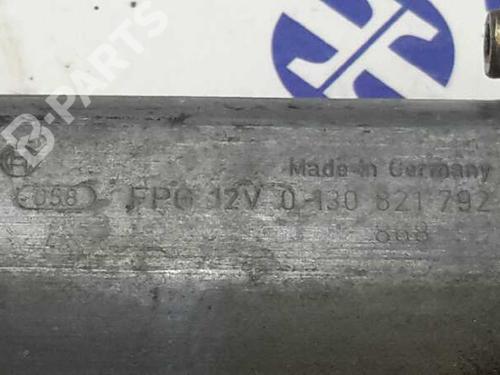 B-PARTS
Made in Germany
058 FPG 12V 0 130 821 792
808